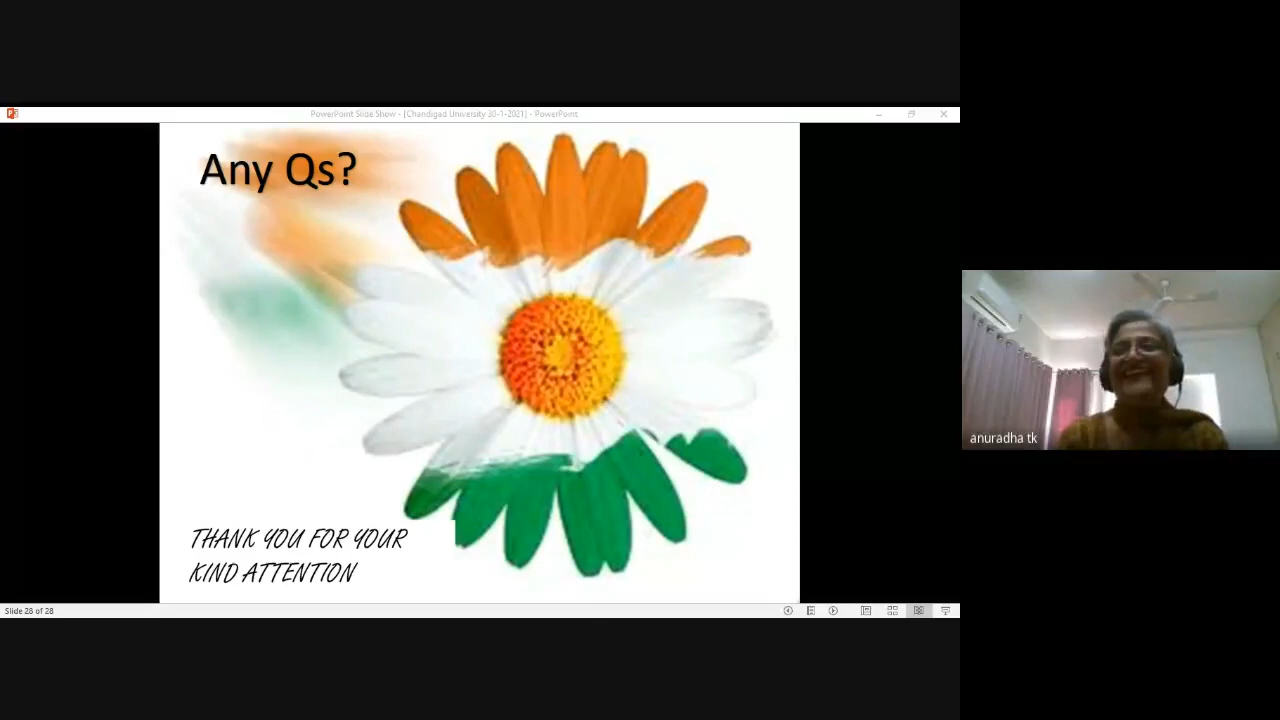 PowerPoint Slide Show - [Chandigad University 30-1-2021] - PowerPoint
Any Qs?
THANK YOU FOR YOUR
KIND ATTENTION
anuradha tk
Slide 28 of 28